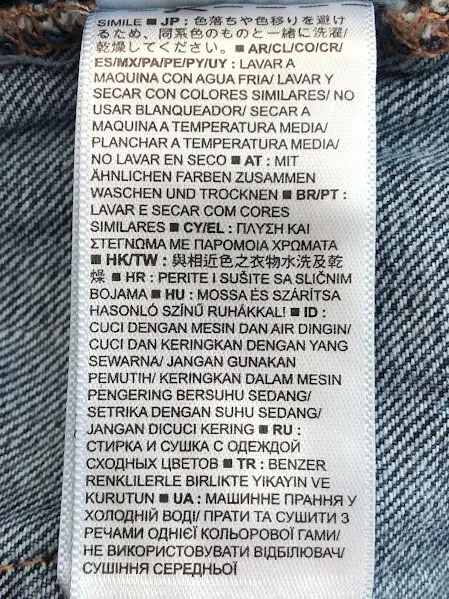 SIMILE ■ JP : 色落ちや色移りを避け
るため、同系色のものと一緒に洗濯/
乾燥してください。 ■ AR/CL/CO/CR/
ES/MX/PA/PE/PY/UY : LAVAR A
MAQUINA CON AGUA FRIA/ LAVAR Y
SECAR CON COLORES SIMILARES/ NO
USAR BLANQUEADOR/ SECAR A
MAQUINA A TEMPERATURA MEDIA/
PLANCHAR A TEMPERATURA MEDIA/
NO LAVAR EN SECO ■ AT : MIT
ÄHNLICHEN FARBEN ZUSAMMEN
WASCHEN UND TROCKNEN ■ BR/PT :
LAVAR E SECAR COM CORES
SIMILARES ■ CY/EL : ΠΛΥΣΗ ΚΑΙ
ΣΤΕΓΝΩΜΑ ΜΕ ΠΑΡΟΜΟΙΑ ΧΡΩΜΑΤΑ
■ HK/TW : 與相近色之衣物水洗及乾
燥 ■ HR : PERITE I SUŠITE SA SLIČNIM
BOJAMA ■ HU : MOSSA ÉS SZÁRÍTSA
HASONLÓ SZÍNŰ RUHÁKKAL! ■ ID :
CUCI DENGAN MESIN DAN AIR DINGIN/
CUCI DAN KERINGKAN DENGAN YANG
SEWARNA/ JANGAN GUNAKAN
PEMUTIH/ KERINGKAN DALAM MESIN
PENGERING BERSUHU SEDANG/
SETRIKA DENGAN SUHU SEDANG/
JANGAN DICUCI KERING ■ RU :
СТИРКА И СУШКА С ОДЕЖДОЙ
СХОДНЫХ ЦВЕТОВ ■ TR : BENZER
RENKLILERLE BIRLIKTE YIKAYIN VE
KURUTUN ■ UA : МАШИННЕ ПРАННЯ У
ХОЛОДНІЙ ВОДІ/ ПРАТИ ТА СУШИТИ З
РЕЧАМИ ОДНІЄЇ КОЛЬОРОВОЇ ГАМИ/
НЕ ВИКОРИСТОВУВАТИ ВІДБІЛЮВАЧ/
СУШІННЯ СЕРЕДНЬОЇ